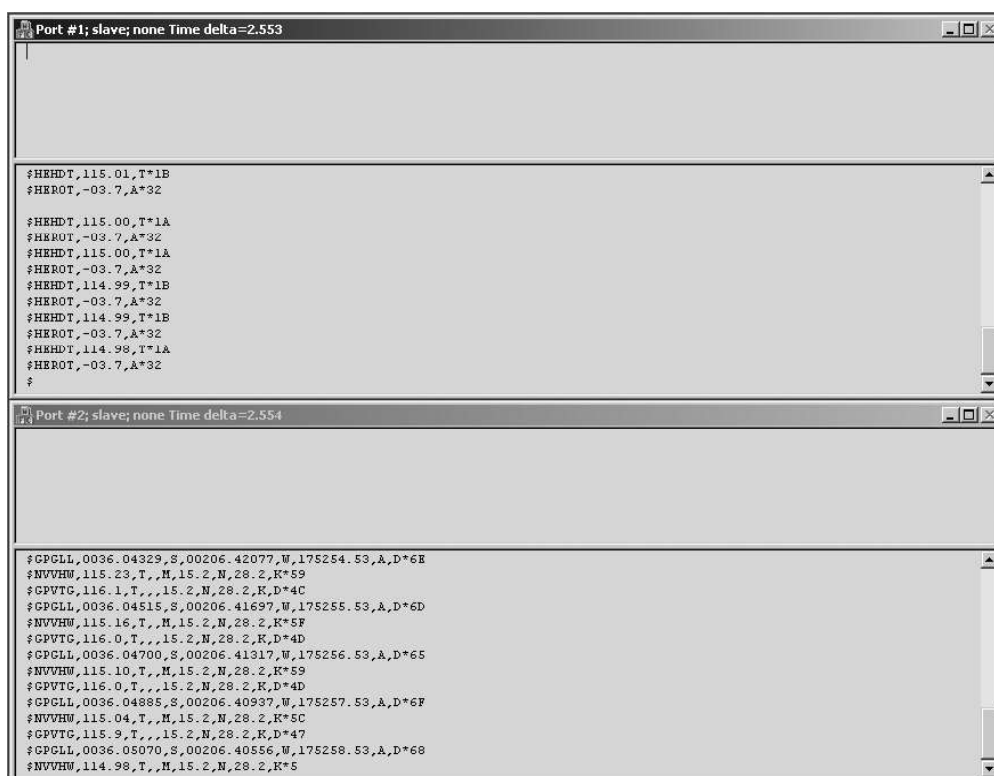 Port #1; slave; none Time delta=2.553
$HEHDT,115.01,T*1B
$HEROT,-03.7,A*32
$HEHDT,115.00,T*1A
$HEROT,-03.7,A*32
$HEHDT,115.00,T*1A
$HEROT,-03.7,A*32
$HEHDT,114.99,T*1B
$HEROT,-03.7,A*32
$HEHDT,114.99,T*1B
$HEROT,-03.7,A*32
$HEHDT,114.98,T*1A
$HEROT,-03.7,A*32
$
Port #2; slave; none Time delta=2.554
$GPGLL,0036.04329,S,00206.42077,W,175254.53,A,D*6E
$NVVHW,115.23,T,,M,15.2,N,28.2,K*59
$GPVTG,116.1,T,,,15.2,N,28.2,K,D*4C
$GPGLL,0036.04515,S,00206.41697,W,175255.53,A,D*6D
$NVVHW,115.16,T,,M,15.2,N,28.2,K*5F
$GPVTG,116.0,T,,,15.2,N,28.2,K,D*4D
$GPGLL,0036.04700,S,00206.41317,W,175256.53,A,D*65
$NVVHW,115.10,T,,M,15.2,N,28.2,K*59
$GPVTG,116.0,T,,,15.2,N,28.2,K,D*4D
$GPGLL,0036.04885,S,00206.40937,W,175257.53,A,D*6F
$NVVHW,115.04,T,,M,15.2,N,28.2,K*5C
$GPVTG,115.9,T,,,15.2,N,28.2,K,D*47
$GPGLL,0036.05070,S,00206.40556,W,175258.53,A,D*68
$NVVHW,114.98,T,,M,15.2,N,28.2,K*5